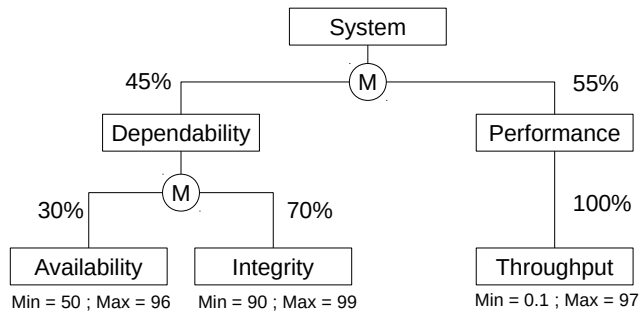 System
M
45%
55%
Dependability
Performance
M
30%
70%
100%
Availability
Integrity
Throughput
Min = 50 ; Max = 96
Min = 90 ; Max = 99
Min = 0.1 ; Max = 97